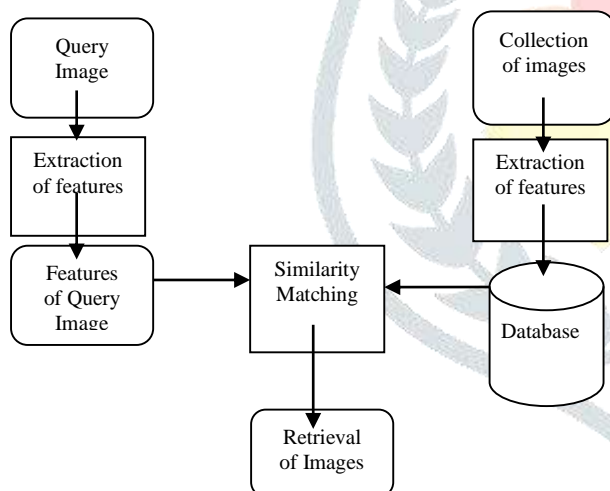 Query
Image
Collection
of images
Extraction
of features
Extraction
of features
Features
of Query
Image
Similarity
Matching
Database
Retrieval
of Images